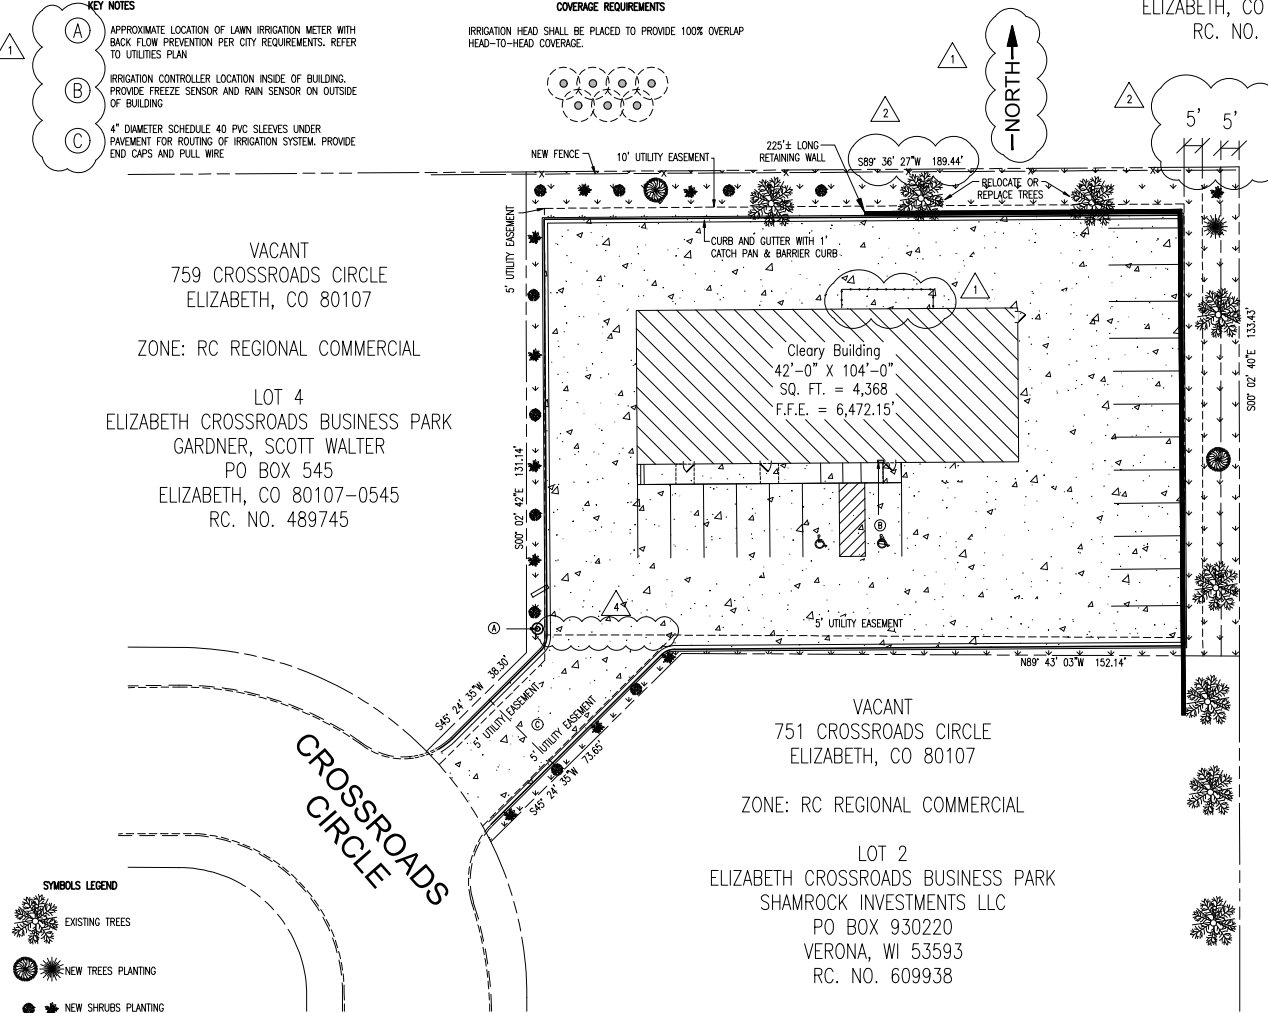 KEY NOTES
A
APPROXIMATE LOCATION OF LAWN IRRIGATION METER WITH
BACK FLOW PREVENTION PER CITY REQUIREMENTS. REFER
TO UTILITIES PLAN
1
B
IRRIGATION CONTROLLER LOCATION INSIDE OF BUILDING.
PROVIDE FREEZE SENSOR AND RAIN SENSOR ON OUTSIDE
OF BUILDING
C
4" DIAMETER SCHEDULE 40 PVC SLEEVES UNDER
PAVEMENT FOR ROUTING OF IRRIGATION SYSTEM. PROVIDE
END CAPS AND PULL WIRE
COVERAGE REQUIREMENTS
IRRIGATION HEAD SHALL BE PLACED TO PROVIDE 100% OVERLAP
HEAD-TO-HEAD COVERAGE.
1
NORTH
ELIZABETH, CO
RC. NO.
2
2
5'
5'
NEW FENCE
10' UTILITY EASEMENT
225'± LONG
RETAINING WALL
S89° 36' 27"W 189.44'
RELOCATE OR
REPLACE TREES
5' UTILITY EASEMENT
CURB AND GUTTER WITH 1'
CATCH PAN & BARRIER CURB
1
VACANT
759 CROSSROADS CIRCLE
ELIZABETH, CO 80107
ZONE: RC REGIONAL COMMERCIAL
LOT 4
ELIZABETH CROSSROADS BUSINESS PARK
GARDNER, SCOTT WALTER
PO BOX 545
ELIZABETH, CO 80107-0545
RC. NO. 489745
Cleary Building
42'-0" X 104'-0"
SQ. FT. = 4,368
F.F.E. = 6,472.15'
S00° 02' 40"E 133.43'
S00° 02' 42"E 131.14'
B
4
A
5' UTILITY EASEMENT
N89° 43' 03"W 152.14'
S45° 24' 35"W 38.30'
5' UTILITY EASEMENT
C
5' UTILITY EASEMENT
S45° 24' 35"W 73.65'
CROSSROADS
CIRCLE
VACANT
751 CROSSROADS CIRCLE
ELIZABETH, CO 80107
ZONE: RC REGIONAL COMMERCIAL
LOT 2
ELIZABETH CROSSROADS BUSINESS PARK
SHAMROCK INVESTMENTS LLC
PO BOX 930220
VERONA, WI 53593
RC. NO. 609938
SYMBOLS LEGEND
EXISTING TREES
NEW TREES PLANTING
NEW SHRUBS PLANTING